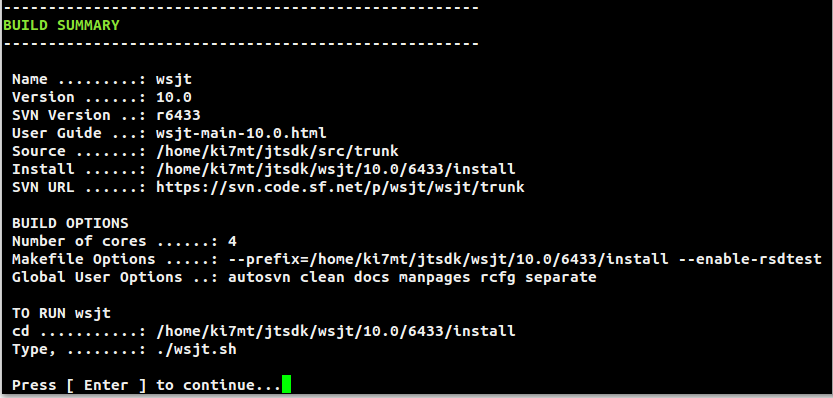 -----------------------------------------------------
BUILD SUMMARY
-----------------------------------------------------
Name .........: wsjt
Version ......: 10.0
SVN Version ..: r6433
User Guide ...: wsjt-main-10.0.html
Source .......: /home/ki7mt/jtsdk/src/trunk
Install ......: /home/ki7mt/jtsdk/wsjt/10.0/6433/install
SVN URL ......: https://svn.code.sf.net/p/wsjt/wsjt/trunk
BUILD OPTIONS
Number of cores ......: 4
Makefile Options .....: --prefix=/home/ki7mt/jtsdk/wsjt/10.0/6433/install --enable-rsdtest
Global User Options ..: autosvn clean docs manpages rcfg separate
TO RUN wsjt
cd ...........: /home/ki7mt/jtsdk/wsjt/10.0/6433/install
Type, ........: ./wsjt.sh
Press [ Enter ] to continue...